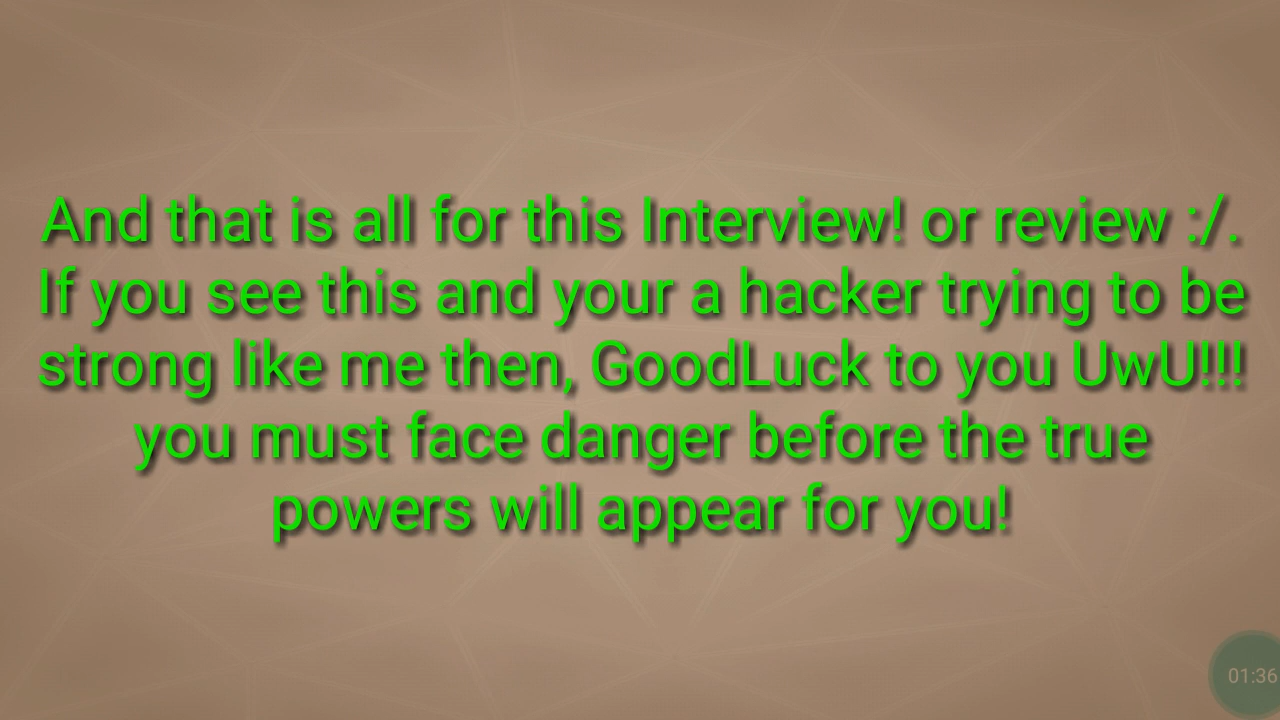 And that is all for this Interview! or review :/.
If you see this and your a hacker trying to be
strong like me then, GoodLuck to you UwU!!!
you must face danger before the true
powers will appear for you!
01:36